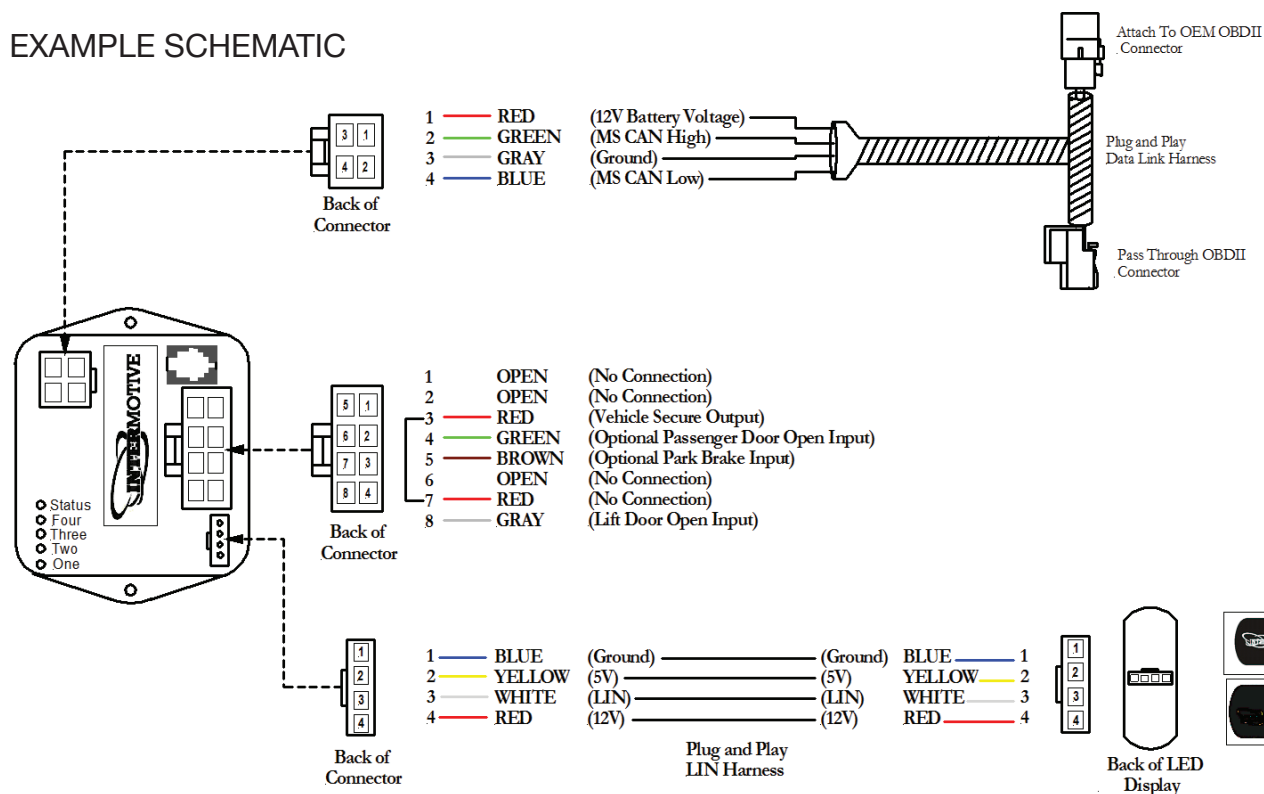 EXAMPLE SCHEMATIC
Attach To OEM OBDII
Connector
1 RED (12V Battery Voltage)
2 GREEN (MS CAN High)
3 GRAY (Ground)
4 BLUE (MS CAN Low)
3 1
4 2
Back of
Connector
Plug and Play
Data Link Harness
Pass Through OBDII
Connector
INTERMOTIVE
Status
Four
Three
Two
One
5 1
6 2
7 3
8 4
Back of
Connector
1 OPEN (No Connection)
2 OPEN (No Connection)
3 RED (Vehicle Secure Output)
4 GREEN (Optional Passenger Door Open Input)
5 BROWN (Optional Park Brake Input)
6 OPEN (No Connection)
7 RED (No Connection)
8 GRAY (Lift Door Open Input)
1
2
3
4
Back of
Connector
1 BLUE (Ground) (Ground) BLUE 1
2 YELLOW (5V) (5V) YELLOW 2
3 WHITE (LIN) (LIN) WHITE 3
4 RED (12V) (12V) RED 4
Plug and Play
LIN Harness
1
2
3
4
Back of LED
Display